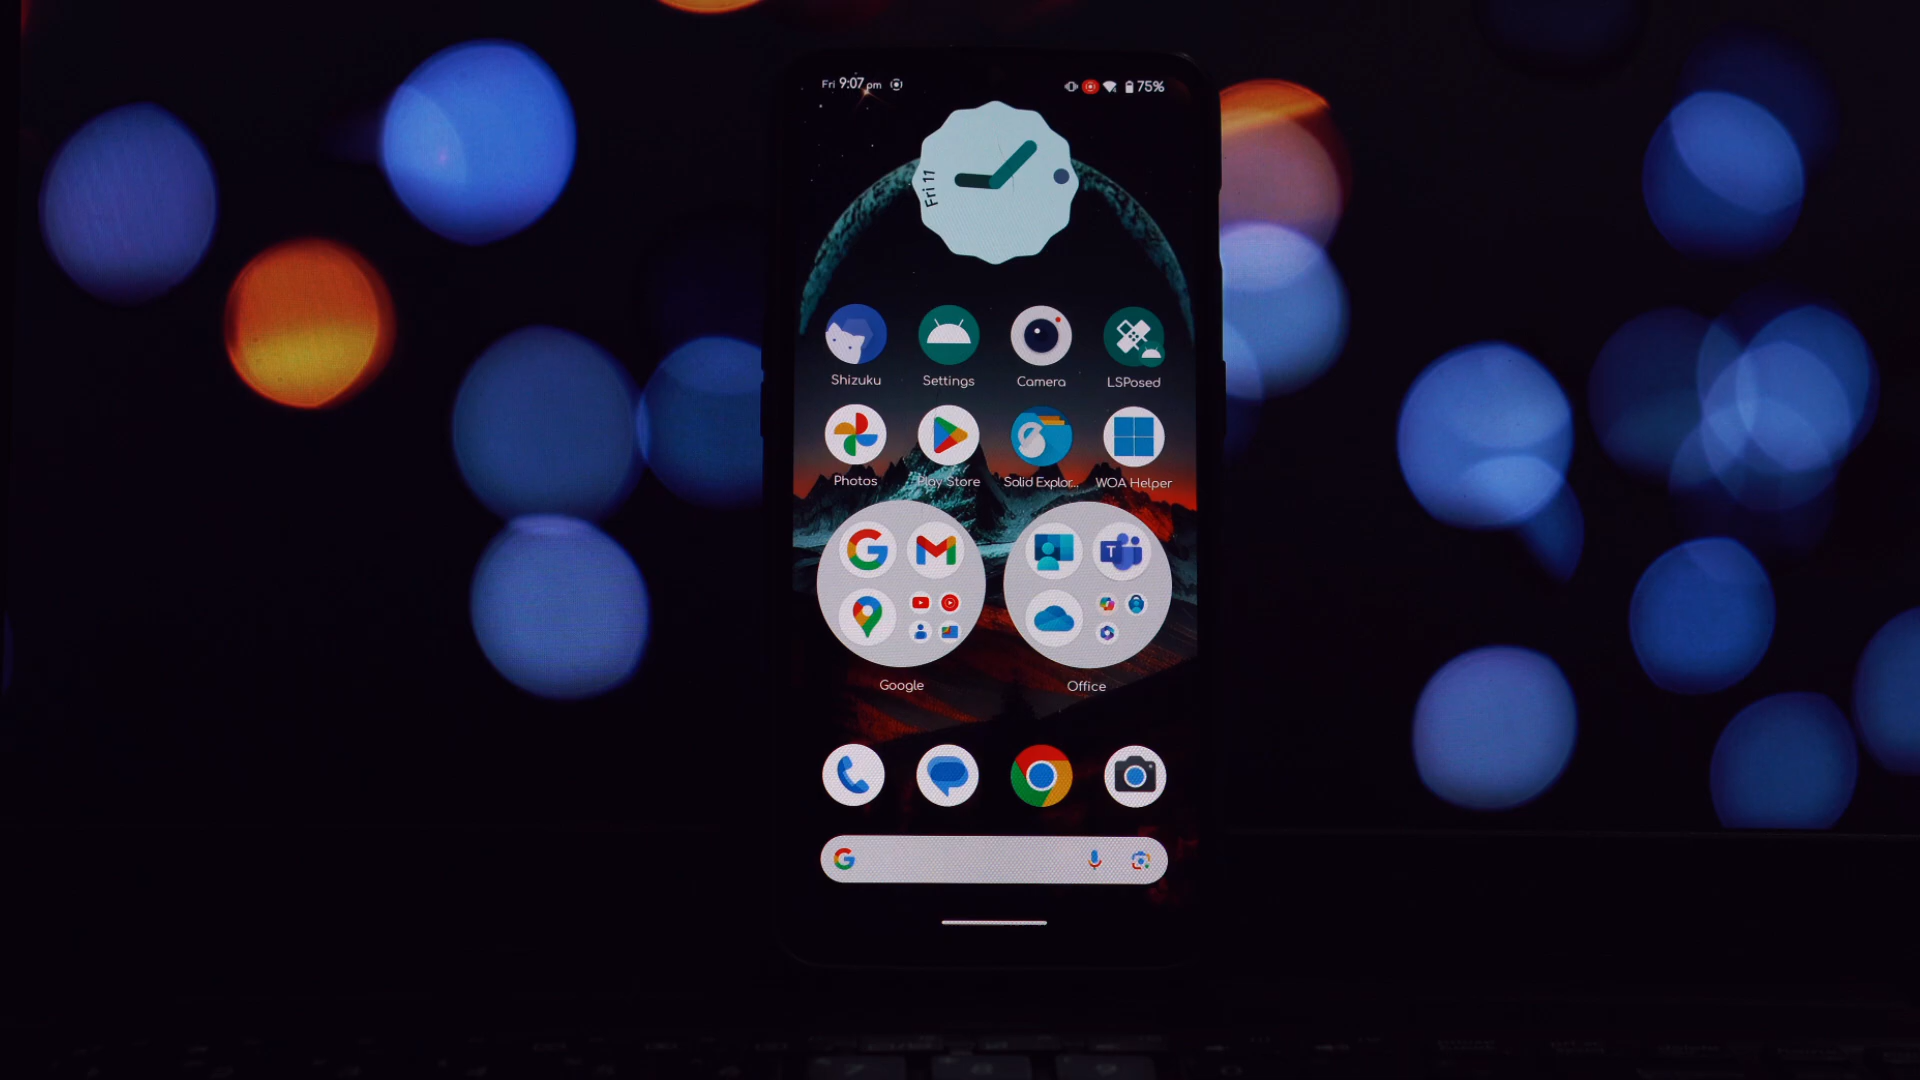 Fri 9:07 pm 75%
Fri 11
Shizuku Settings Camera LSPosed
Photos Play Store Solid Explor... WOA Helper
Google Office